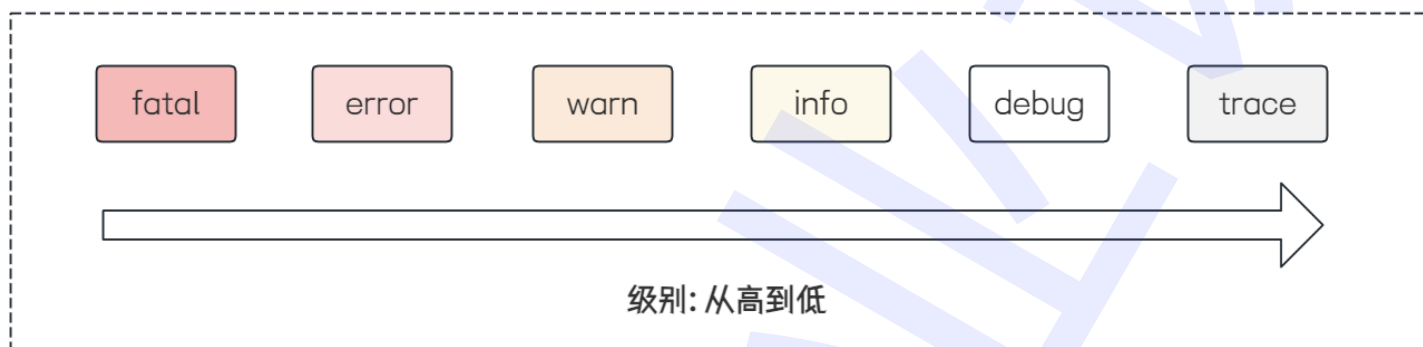 fatal error warn info debug trace
级别: 从高到低